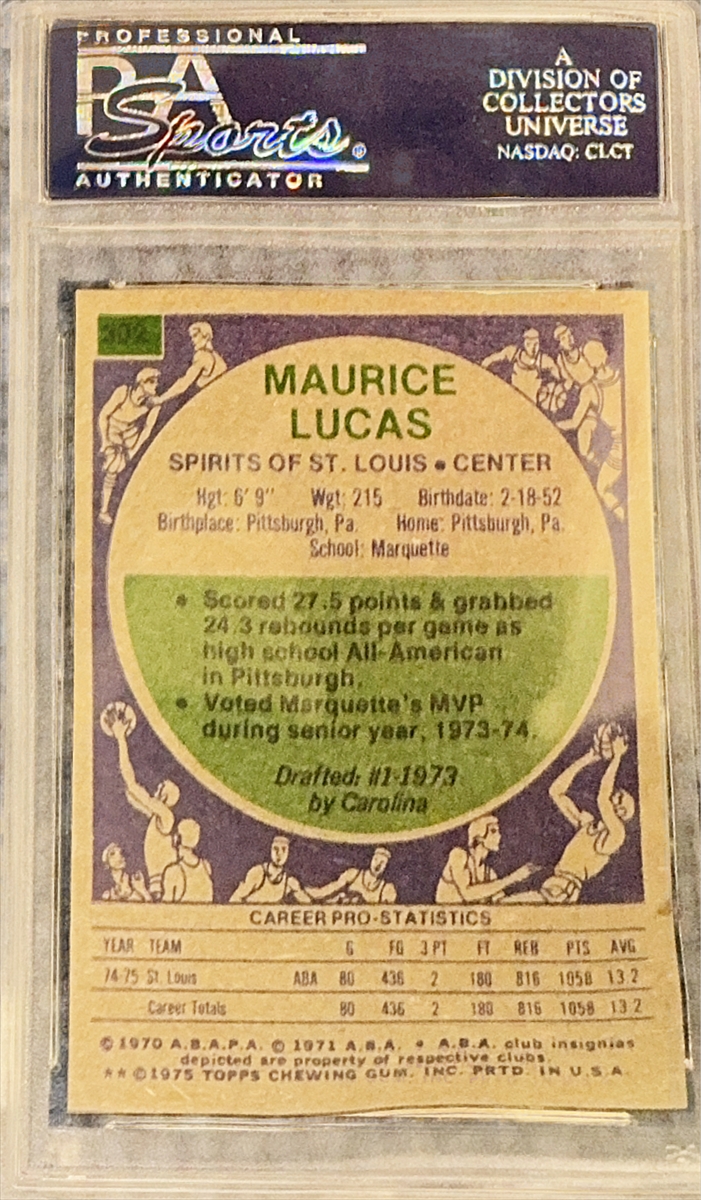 PROFESSIONAL
PSA
Sports®
AUTHENTICATOR
A
DIVISION OF
COLLECTORS
UNIVERSE
NASDAQ: CLCT
302
MAURICE
LUCAS
SPIRITS OF ST. LOUIS • CENTER
Hgt: 6' 9" Wgt: 215 Birthdate: 2-18-52
Birthplace: Pittsburgh, Pa. Home: Pittsburgh, Pa.
School: Marquette
• Scored 27.5 points & grabbed
24.3 rebounds per game as
high school All-American
in Pittsburgh.
• Voted Marquette's MVP
during senior year, 1973-74.
Drafted: #1-1973
by Carolina
CAREER PRO-STATISTICS
YEAR TEAM G FG 3 PT FT REB PTS AVG
74-75 St. Louis ABA 80 436 2 180 816 1058 13.2
Career Totals 80 436 2 180 816 1058 13.2
© 1970 A.B.A.P.A. © 1971 A.B.A. • A.B.A. club insignias
depicted are property of respective clubs.
** © 1975 TOPPS CHEWING GUM, INC. PRTD. IN U.S.A.